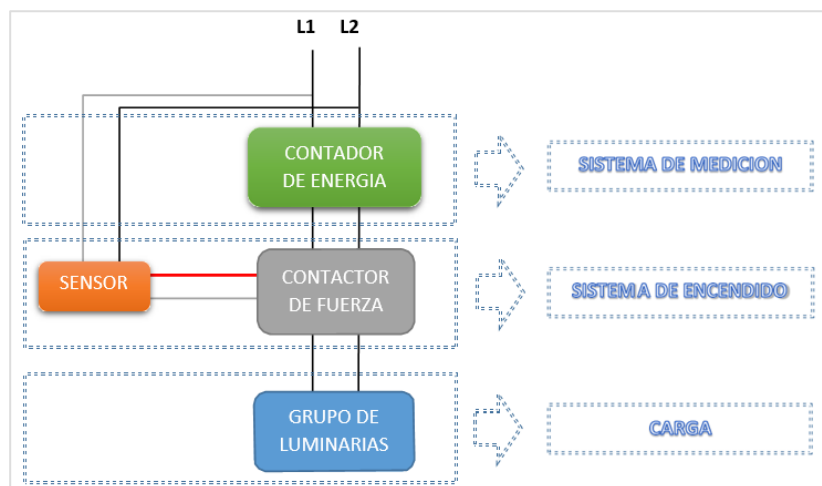 L1 L2
CONTADOR
DE ENERGIA
SISTEMA DE MEDICION
SENSOR
CONTACTOR
DE FUERZA
SISTEMA DE ENCENDIDO
GRUPO DE
LUMINARIAS
CARGA